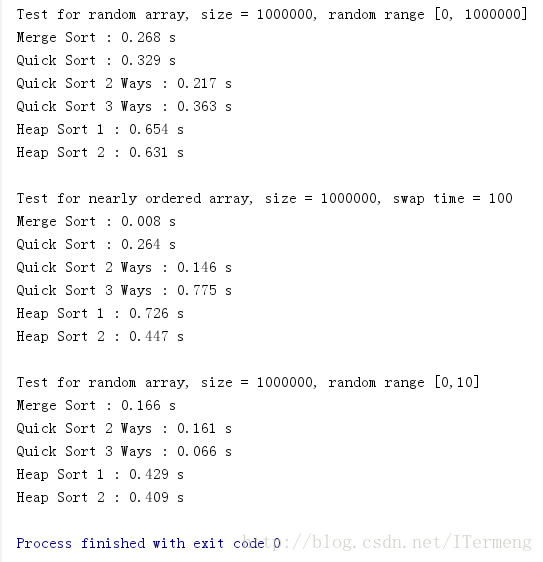 Test for random array, size = 1000000, random range [0, 1000000]
Merge Sort : 0.268 s
Quick Sort : 0.329 s
Quick Sort 2 Ways : 0.217 s
Quick Sort 3 Ways : 0.363 s
Heap Sort 1 : 0.654 s
Heap Sort 2 : 0.631 s
Test for nearly ordered array, size = 1000000, swap time = 100
Merge Sort : 0.008 s
Quick Sort : 0.264 s
Quick Sort 2 Ways : 0.146 s
Quick Sort 3 Ways : 0.775 s
Heap Sort 1 : 0.726 s
Heap Sort 2 : 0.447 s
Test for random array, size = 1000000, random range [0,10]
Merge Sort : 0.166 s
Quick Sort 2 Ways : 0.161 s
Quick Sort 3 Ways : 0.066 s
Heap Sort 1 : 0.429 s
Heap Sort 2 : 0.409 s
Process finished with exit code 0
http://blog.csdn.net/ITermeng